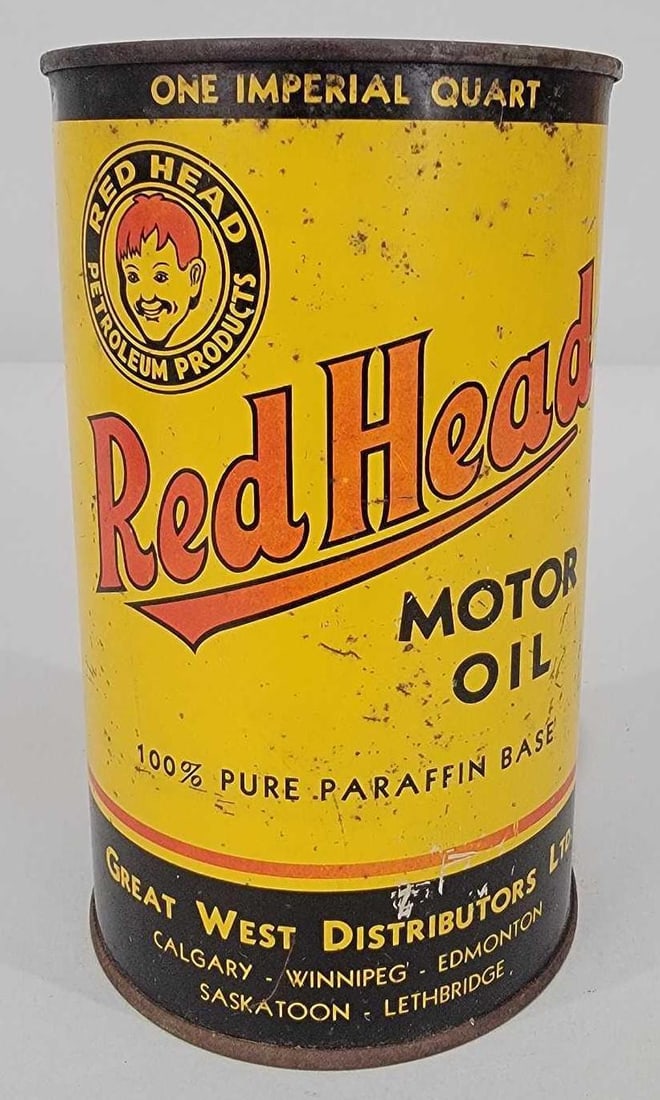 ONE IMPERIAL QUART
RED HEAD
PETROLEUM PRODUCTS
Red Head
MOTOR
OIL
100% PURE PARAFFIN BASE
GREAT WEST DISTRIBUTORS LTD.
CALGARY - WINNIPEG - EDMONTON
SASKATOON - LETHBRIDGE